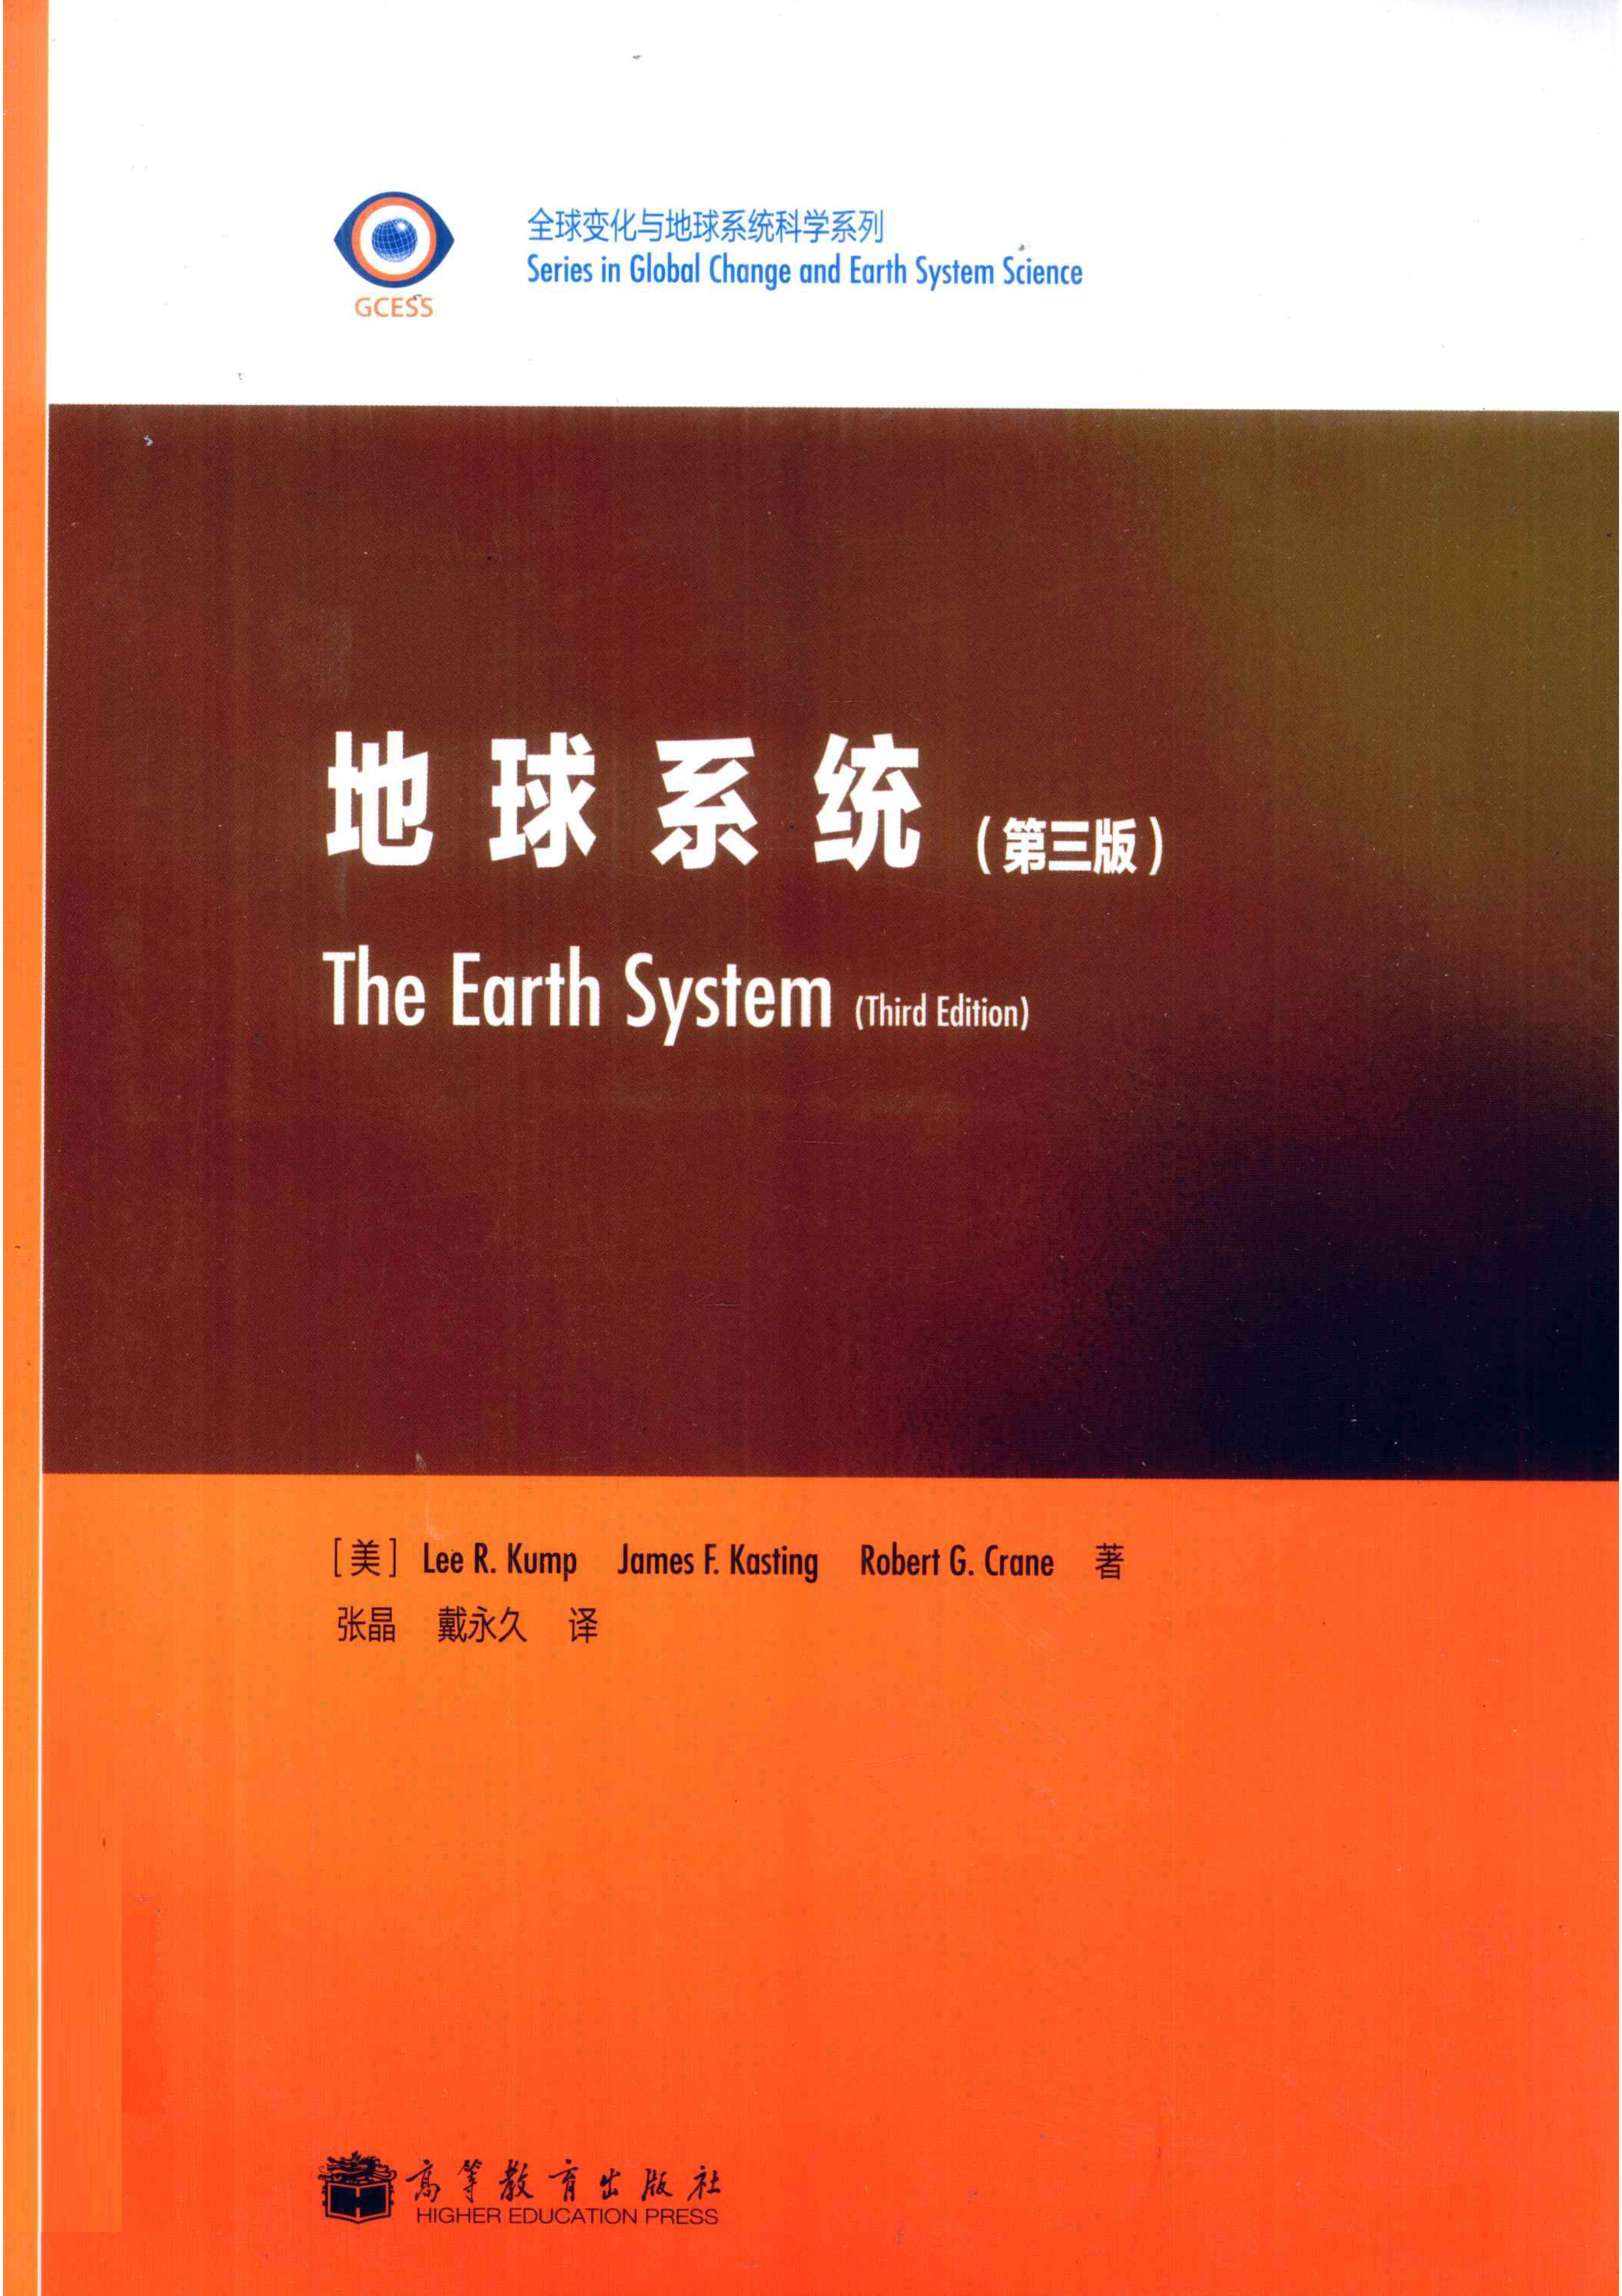 全球变化与地球系统科学系列
Series in Global Change and Earth System Science
GCESS
地球系统（第三版）
The Earth System (Third Edition)
［美］ Lee R. Kump James F. Kasting Robert G. Crane 著
张晶 戴永久 译
高等教育出版社
HIGHER EDUCATION PRESS